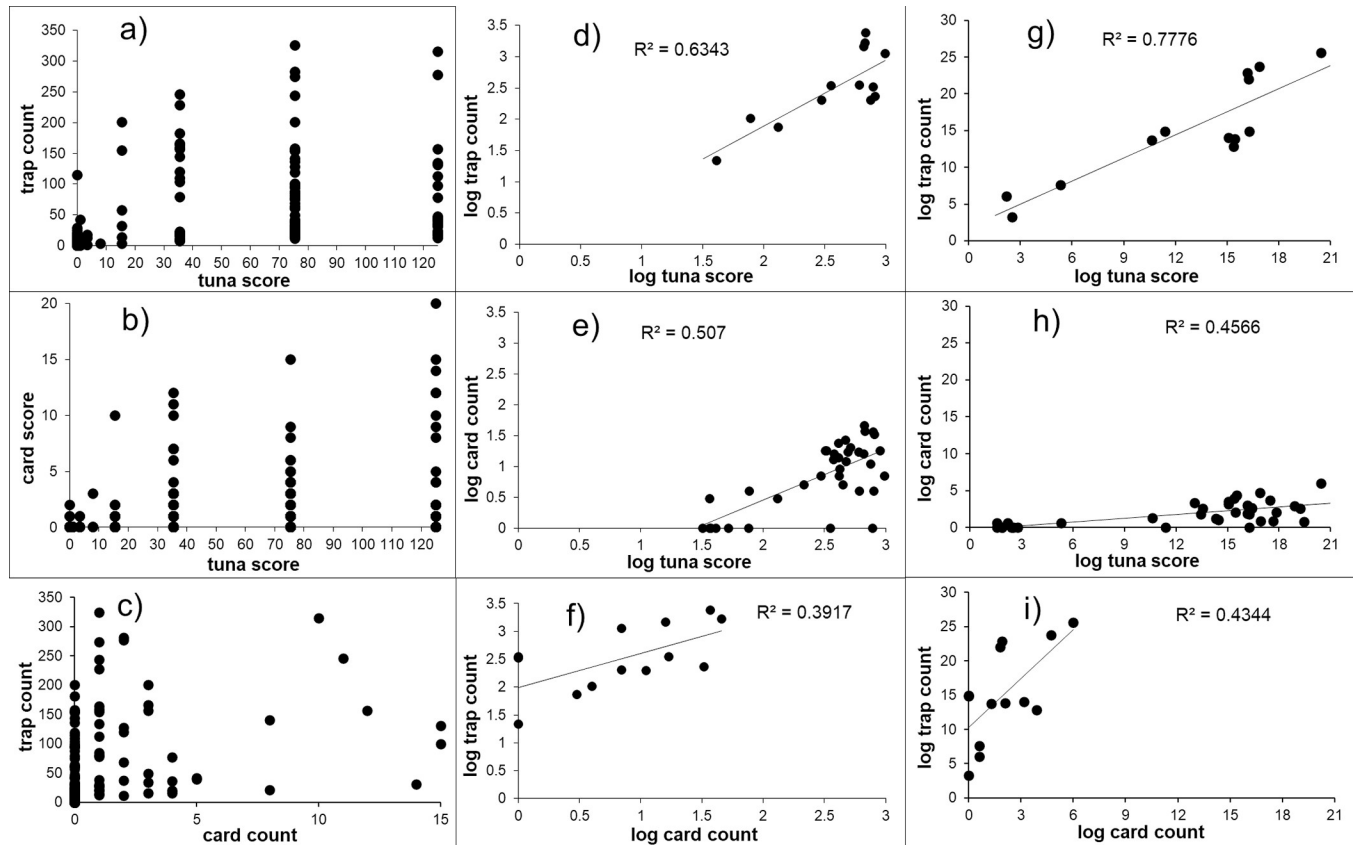 a)
trap count
350
300
250
200
150
100
50
0
0 10 20 30 40 50 60 70 80 90 100 110 120
tuna score
d)
R² = 0.6343
log trap count
3.5
3
2.5
2
1.5
1
0.5
0
0 0.5 1 1.5 2 2.5 3
log tuna score
g)
R² = 0.7776
log trap count
30
25
20
15
10
5
0
0 3 6 9 12 15 18 21
log tuna score
b)
card score
20
15
10
5
0
0 10 20 30 40 50 60 70 80 90 100 110 120
tuna score
e)
R² = 0.507
log card count
3.5
3
2.5
2
1.5
1
0.5
0
0 0.5 1 1.5 2 2.5 3
log tuna score
h)
R² = 0.4566
log card count
30
25
20
15
10
5
0
0 3 6 9 12 15 18 21
log tuna score
c)
trap count
350
300
250
200
150
100
50
0
0 5 10 15
card count
f)
R² = 0.3917
log trap count
3.5
3
2.5
2
1.5
1
0.5
0
0 0.5 1 1.5 2 2.5 3
log card count
i)
R² = 0.4344
log trap count
30
25
20
15
10
5
0
0 3 6 9 12 15 18 21
log card count